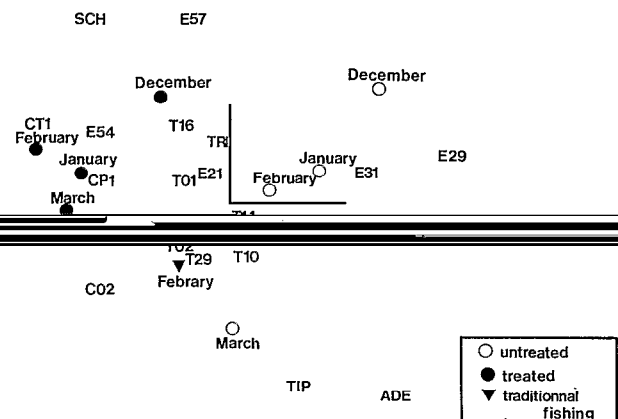 SCH E57
December
December
CT1
February
E54
T16
TRI
January
CP1
T01
E21
January
February
E31
E29
March
T29
T10
Febrary
C02
March
TIP
ADE
untreated
treated
traditionnal
fishing